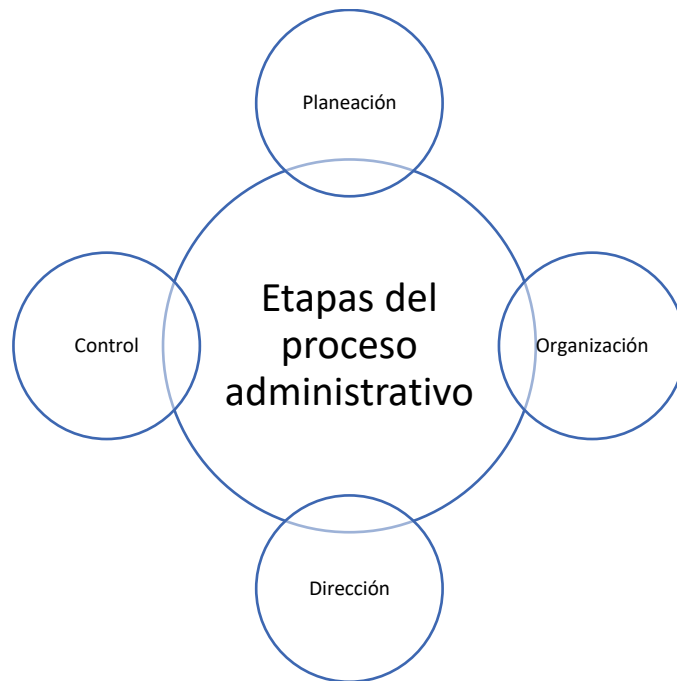 Planeación
Etapas del
proceso
administrativo
Control
Organización
Dirección